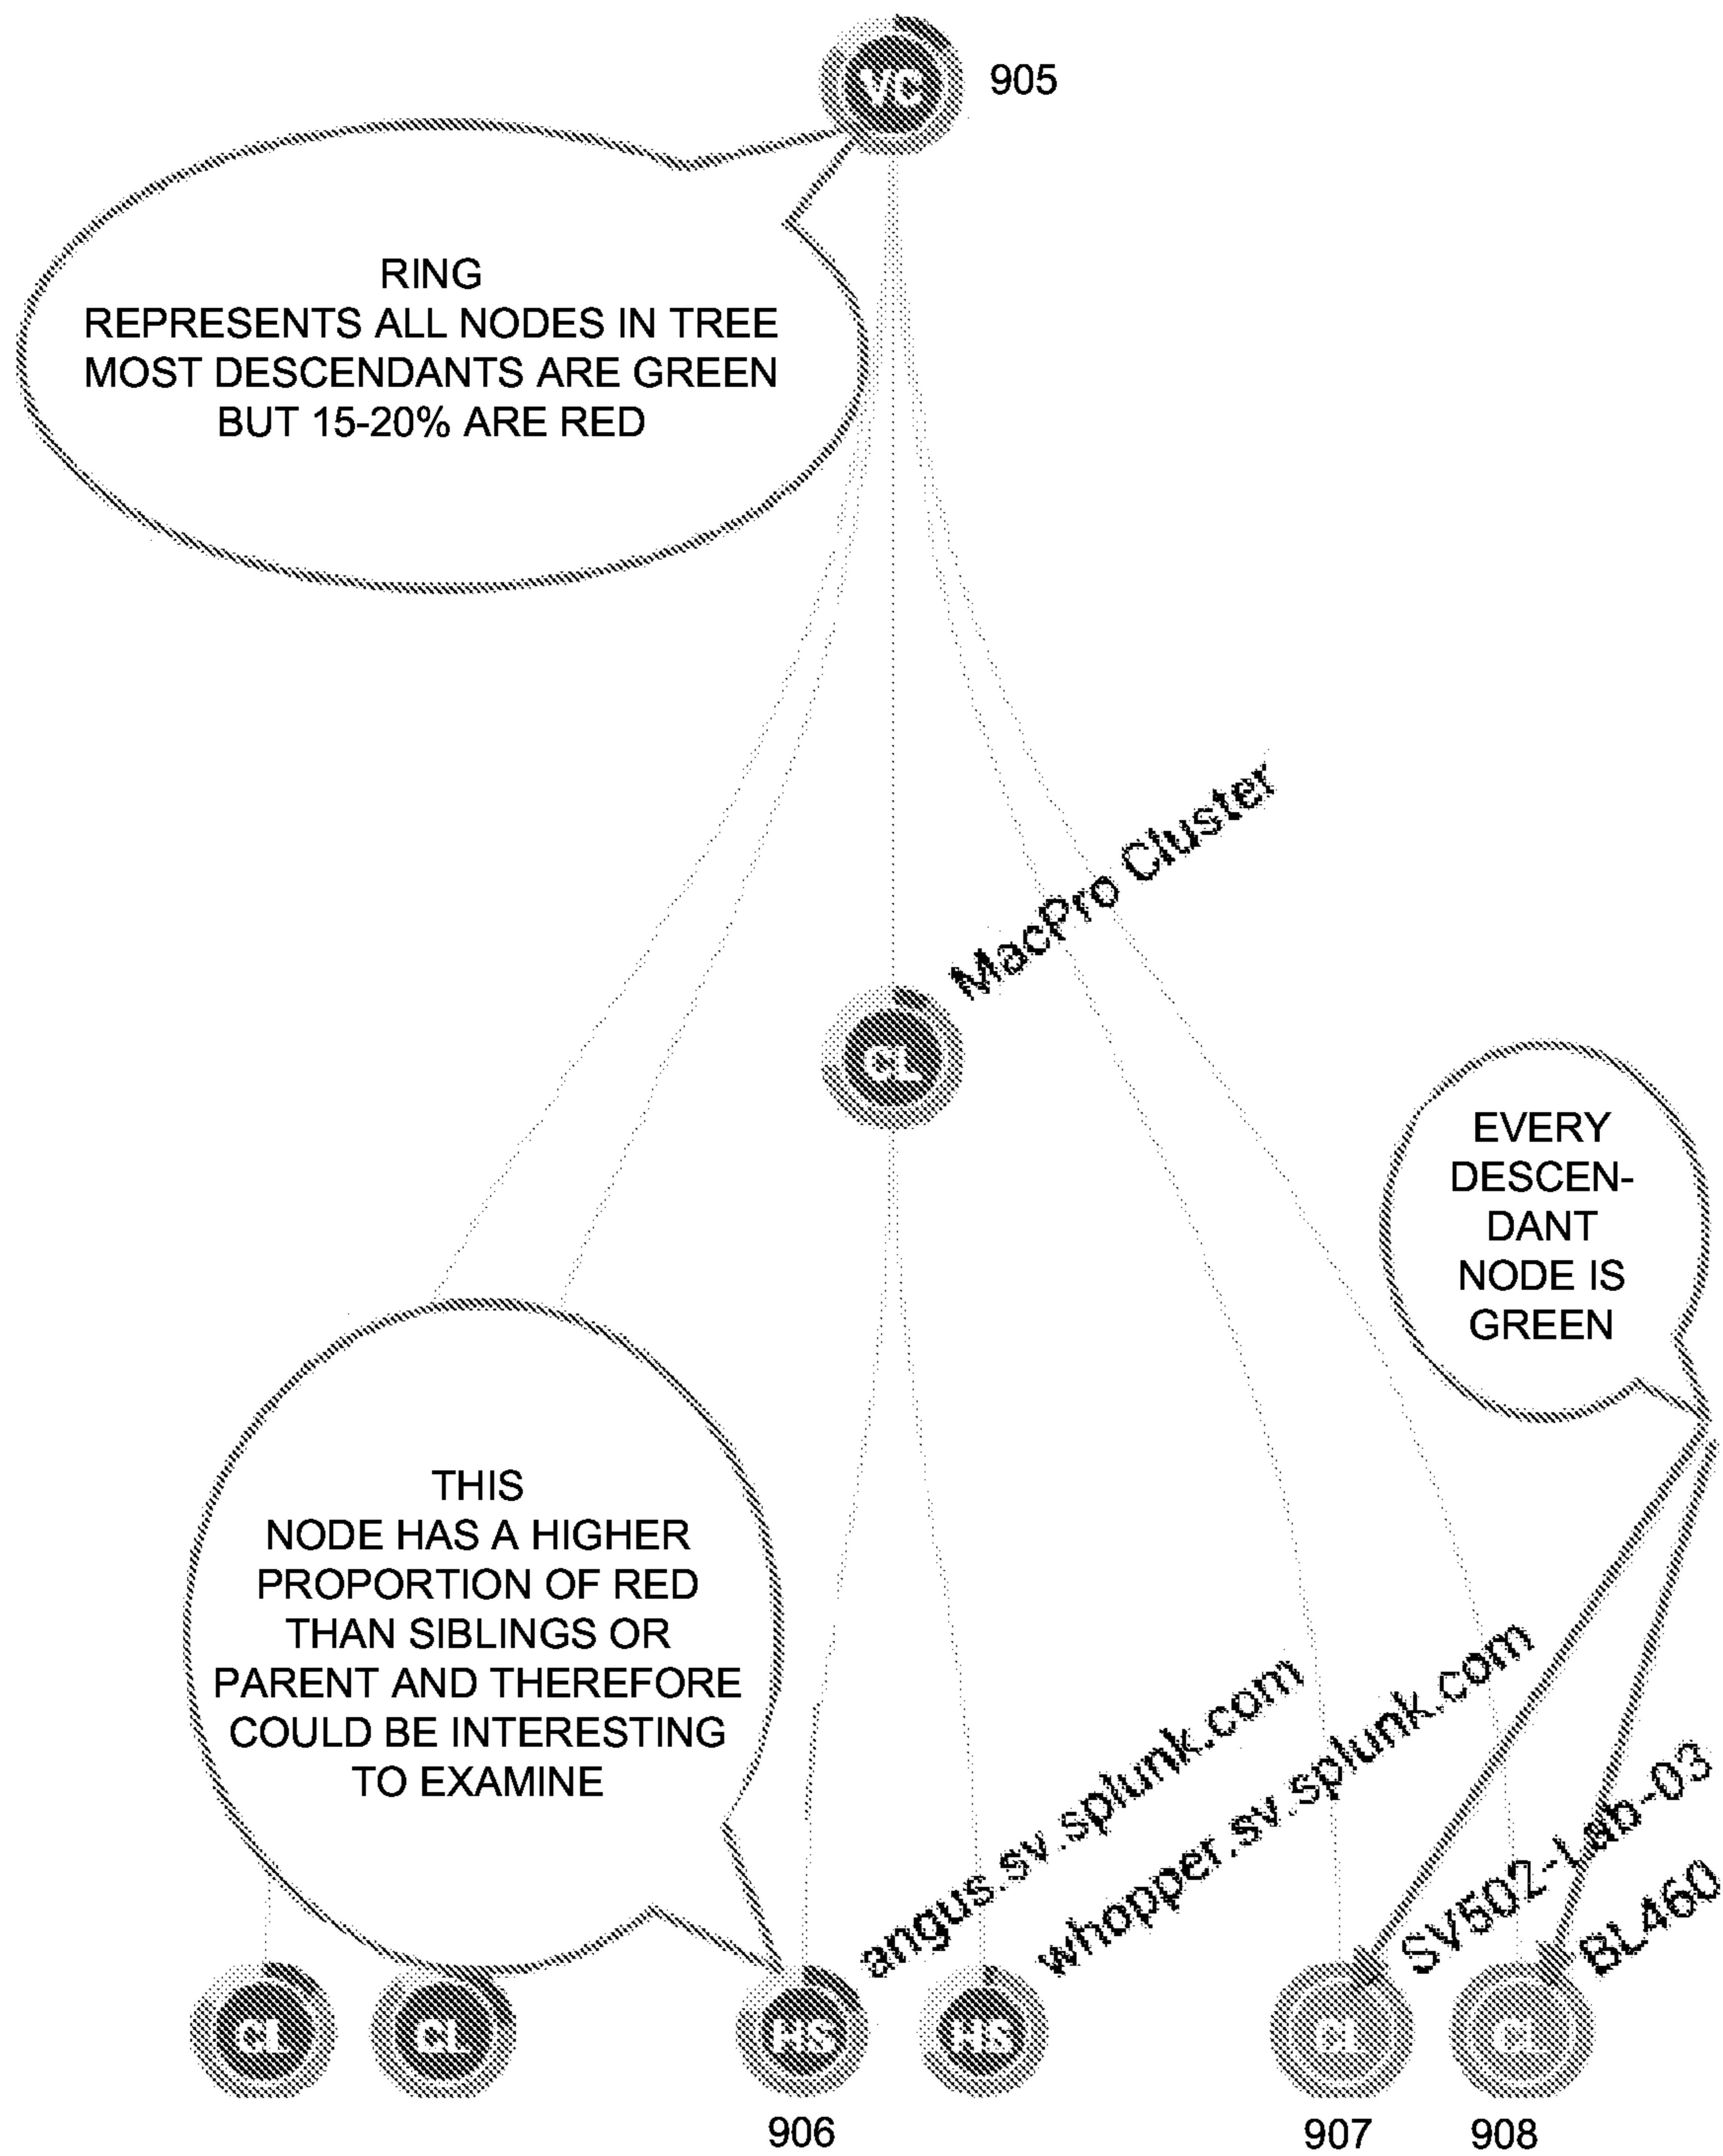 VC
905
RING
REPRESENTS ALL NODES IN TREE
MOST DESCENDANTS ARE GREEN
BUT 15-20% ARE RED
MacPro Cluster
CL
EVERY
DESCEN-
DANT
NODE IS
GREEN
THIS
NODE HAS A HIGHER
PROPORTION OF RED
THAN SIBLINGS OR
PARENT AND THEREFORE
COULD BE INTERESTING
TO EXAMINE
angus.sv.splunk.com
whopper.sv.splunk.com
SV502-Lab-03
BL460
CL
CL
HS
HS
CL
CL
906
907
908